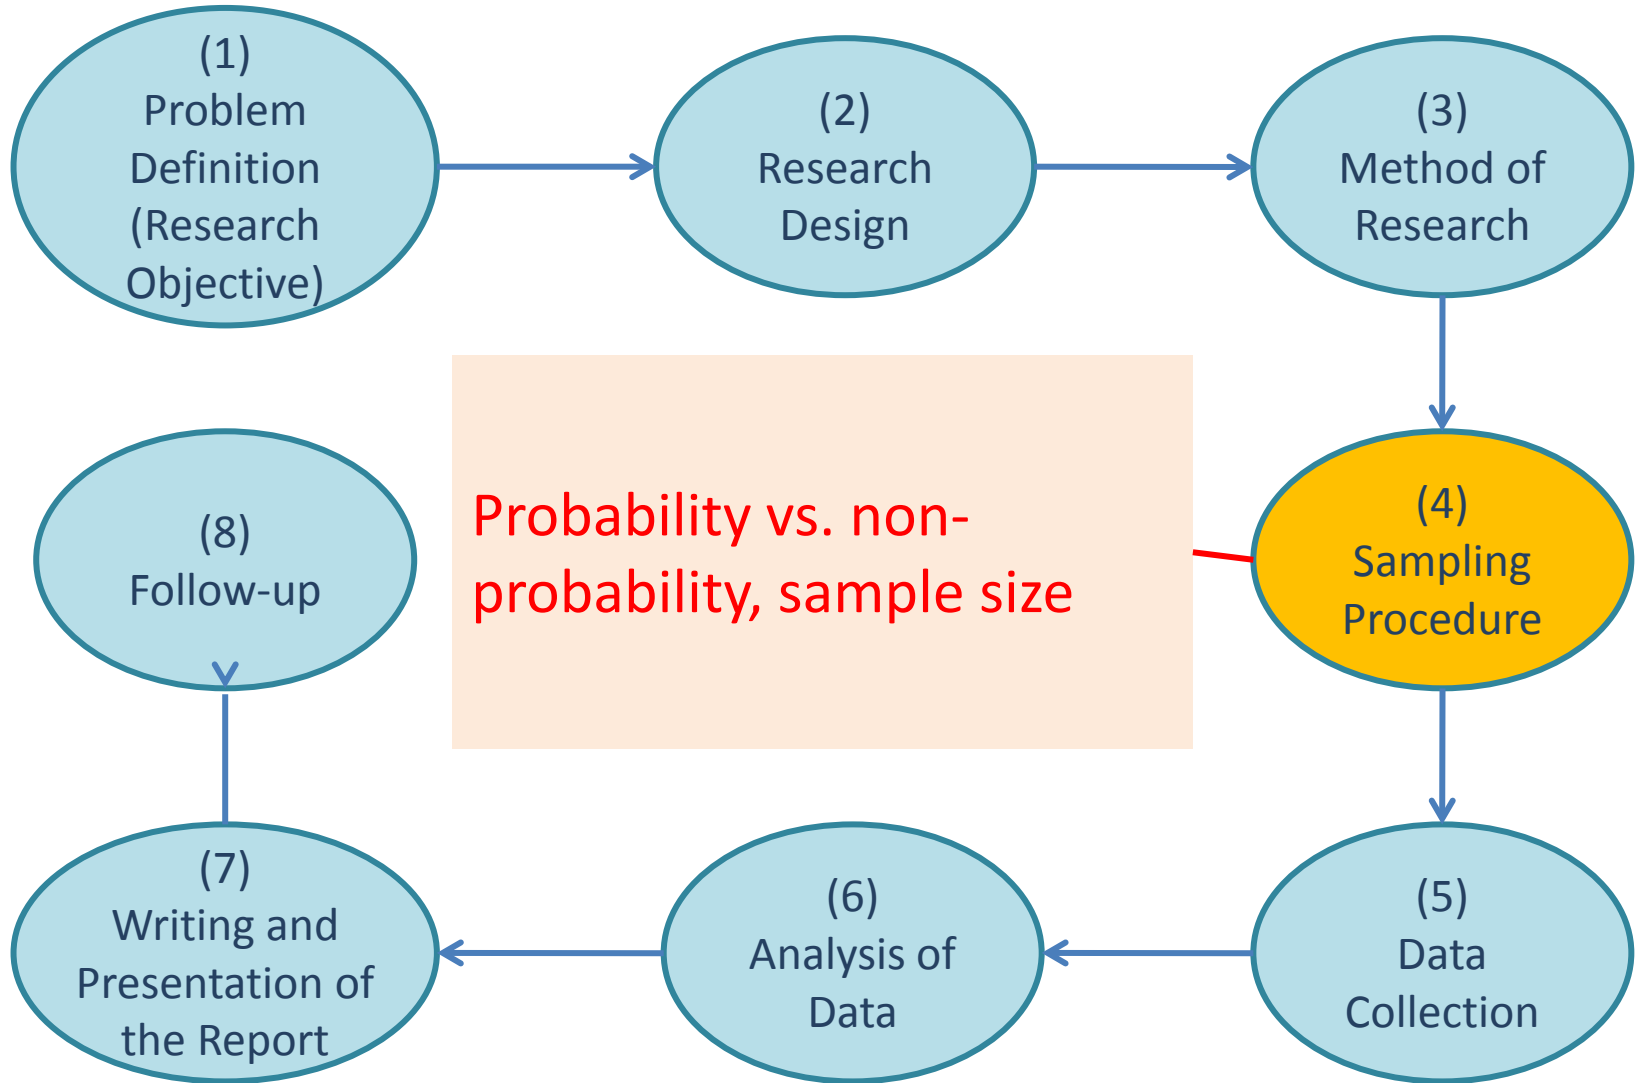 (1)
Problem
Definition
(Research
Objective)
(2)
Research
Design
(3)
Method of
Research
(4)
Sampling
Procedure
Probability vs. non-
probability, sample size
(5)
Data
Collection
(6)
Analysis of
Data
(7)
Writing and
Presentation of
the Report
(8)
Follow-up